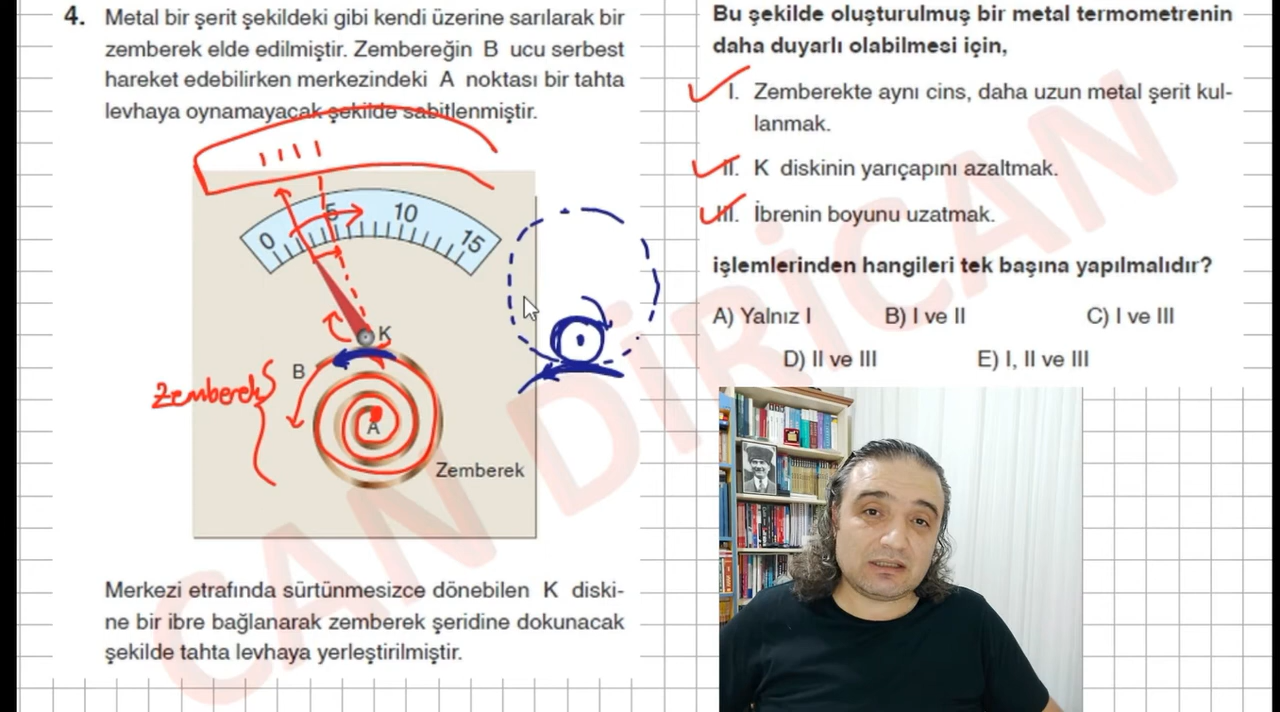 4. Metal bir şerit şekildeki gibi kendi üzerine sarılarak bir
zemberek elde edilmiştir. Zembereğin B ucu serbest
hareket edebilirken merkezindeki A noktası bir tahta
levhaya oynamayacak şekilde sabitlenmiştir.
0 5 10 15
K
B
Zemberek
A
Zemberek
Merkezi etrafında sürtünmesizce dönebilen K diski-
ne bir ibre bağlanarak zemberek şeridine dokunacak
şekilde tahta levhaya yerleştirilmiştir.
Bu şekilde oluşturulmuş bir metal termometrenin
daha duyarlı olabilmesi için,
I. Zemberekte aynı cins, daha uzun metal şerit kul-
lanmak.
II. K diskinin yarıçapını azaltmak.
III. İbrenin boyunu uzatmak.
işlemlerinden hangileri tek başına yapılmalıdır?
A) Yalnız I B) I ve II C) I ve III
D) II ve III E) I, II ve III
CAN DİRİCAN